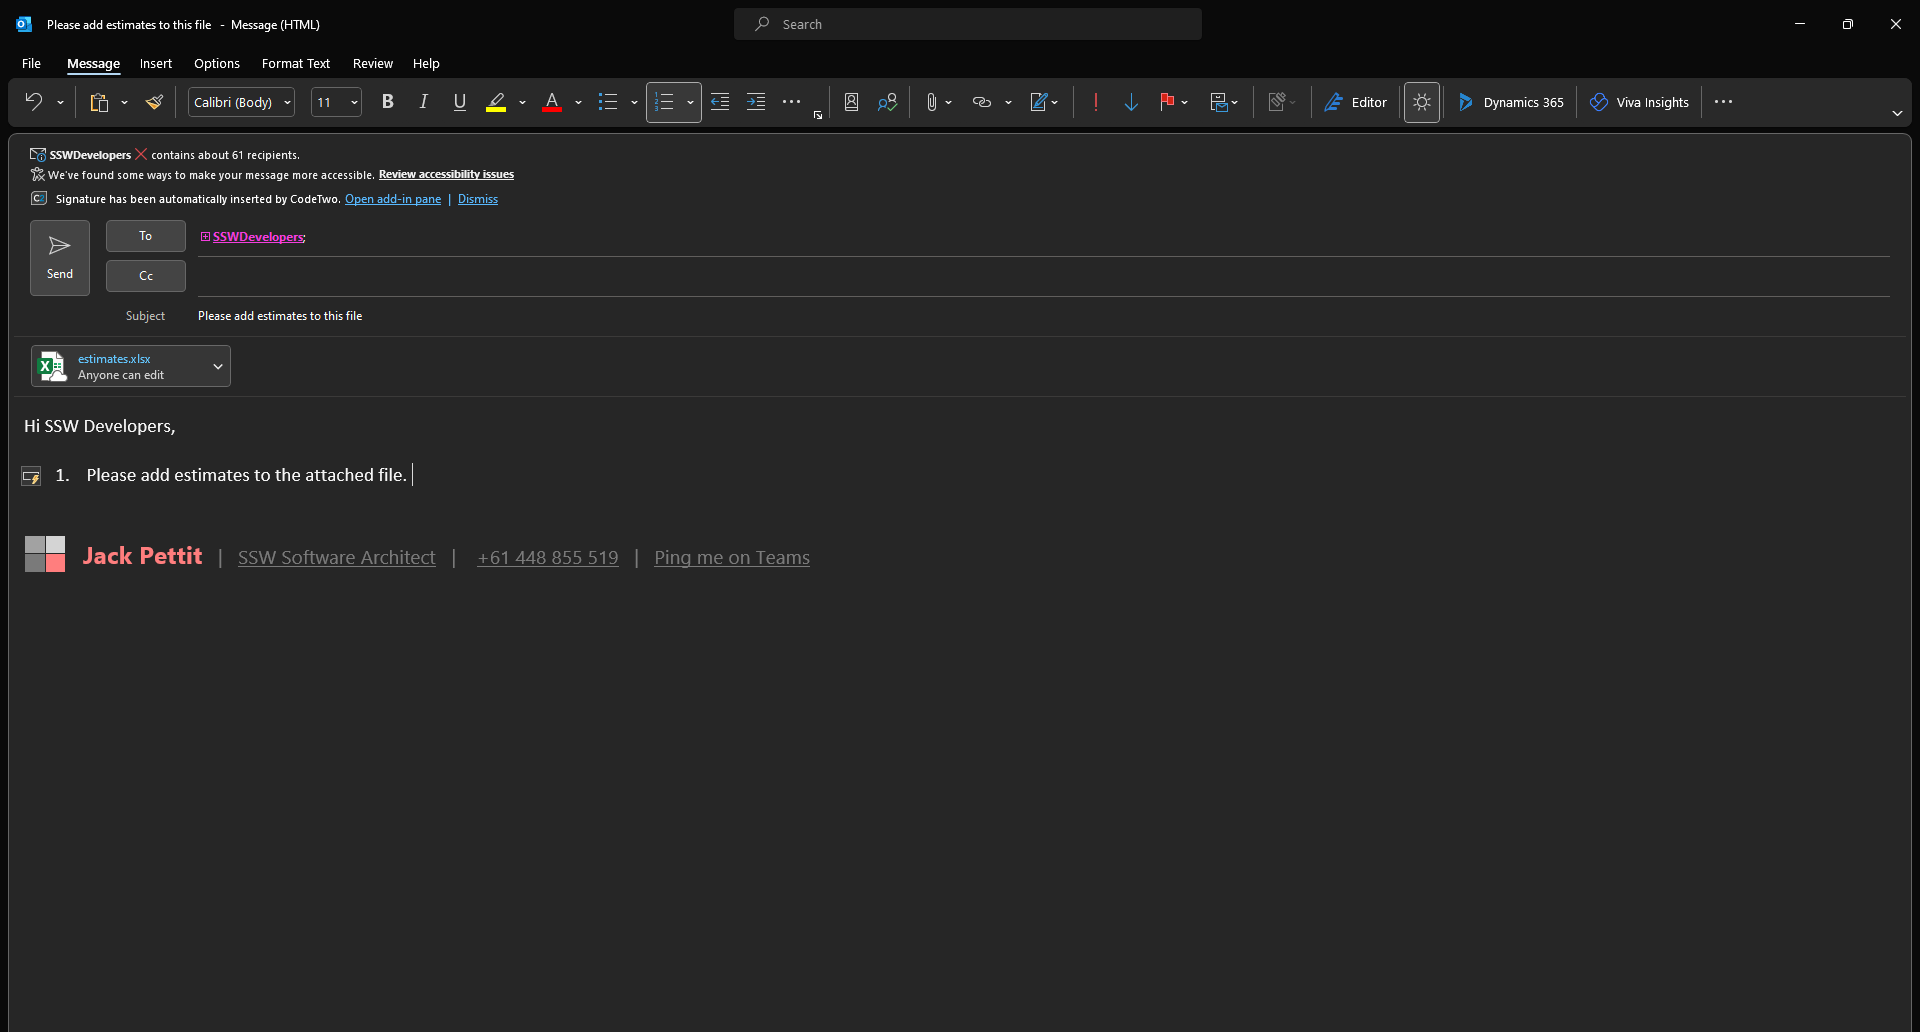 Please add estimates to this file - Message (HTML)
Search
File Message Insert Options Format Text Review Help
Calibri (Body) 11 B I U A Editor Dynamics 365 Viva Insights
SSWDevelopers contains about 61 recipients.
We've found some ways to make your message more accessible. Review accessibility issues
Signature has been automatically inserted by CodeTwo. Open add-in pane | Dismiss
To SSWDevelopers;
Send
Cc
Subject Please add estimates to this file
estimates.xlsx
Anyone can edit
Hi SSW Developers,
1. Please add estimates to the attached file.
Jack Pettit | SSW Software Architect | +61 448 855 519 | Ping me on Teams